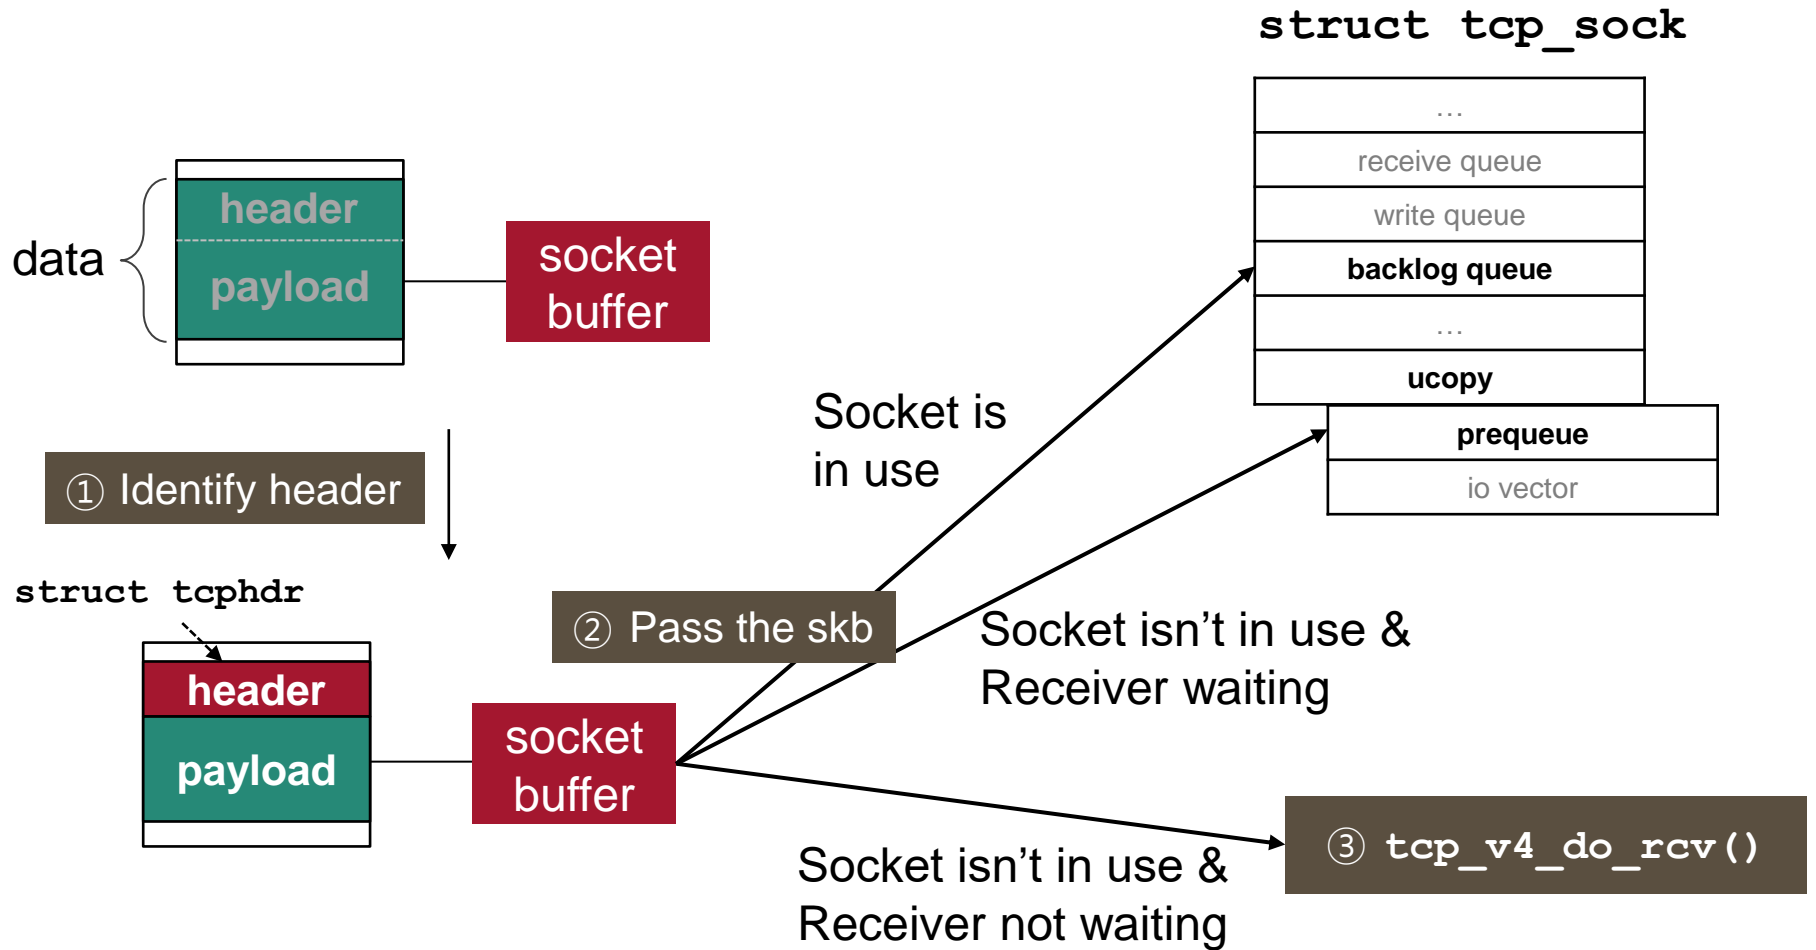 struct tcp_sock
…
receive queue
write queue
backlog queue
…
ucopy
prequeue
io vector
data
header
payload
socket
buffer
① Identify header
struct tcphdr
header
payload
socket
buffer
② Pass the skb
Socket is
in use
Socket isn’t in use &
Receiver waiting
Socket isn’t in use &
Receiver not waiting
③ tcp_v4_do_rcv()